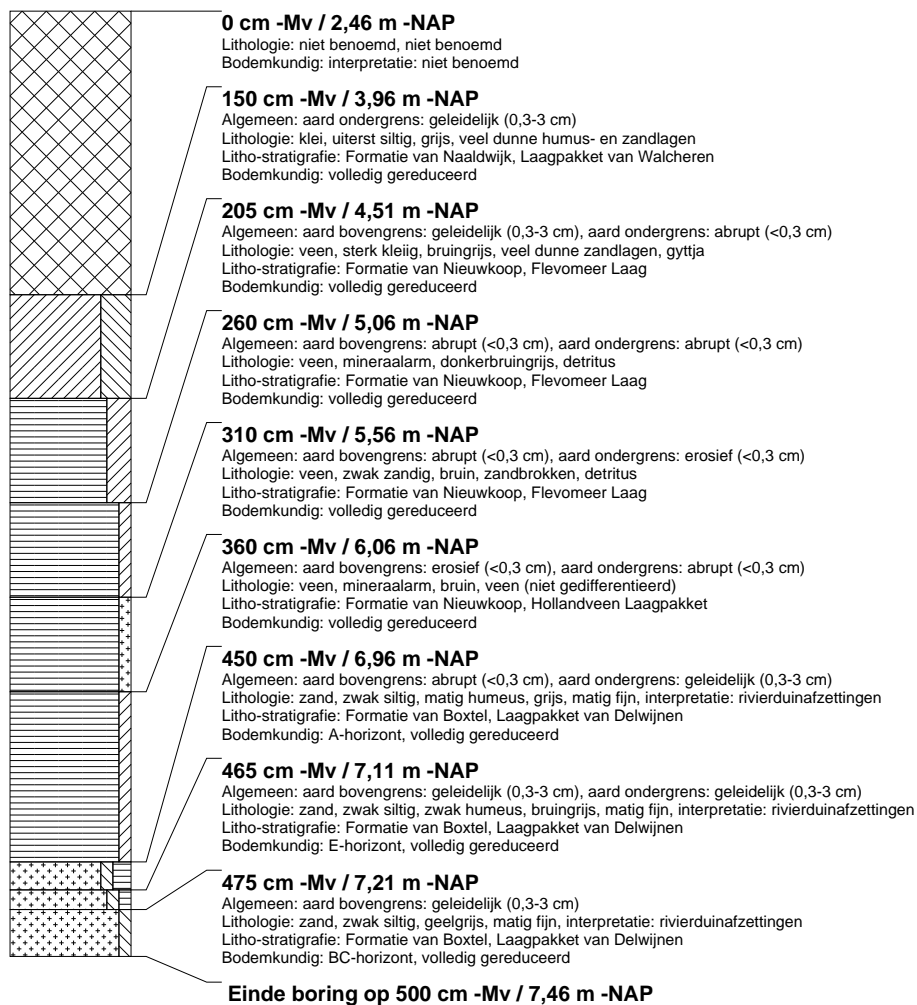 0 cm -Mv / 2,46 m -NAP
Lithologie: niet benoemd, niet benoemd
Bodemkundig: interpretatie: niet benoemd
150 cm -Mv / 3,96 m -NAP
Algemeen: aard ondergrens: geleidelijk (0,3-3 cm)
Lithologie: klei, uiterst siltig, grijs, veel dunne humus- en zandlagen
Litho-stratigrafie: Formatie van Naaldwijk, Laagpakket van Walcheren
Bodemkundig: volledig gereduceerd
205 cm -Mv / 4,51 m -NAP
Algemeen: aard bovengrens: geleidelijk (0,3-3 cm), aard ondergrens: abrupt (<0,3 cm)
Lithologie: veen, sterk kleiig, bruingrijs, veel dunne zandlagen, gyttja
Litho-stratigrafie: Formatie van Nieuwkoop, Flevomeer Laag
Bodemkundig: volledig gereduceerd
260 cm -Mv / 5,06 m -NAP
Algemeen: aard bovengrens: abrupt (<0,3 cm), aard ondergrens: abrupt (<0,3 cm)
Lithologie: veen, mineraalarm, donkerbruingrijs, detritus
Litho-stratigrafie: Formatie van Nieuwkoop, Flevomeer Laag
Bodemkundig: volledig gereduceerd
310 cm -Mv / 5,56 m -NAP
Algemeen: aard bovengrens: abrupt (<0,3 cm), aard ondergrens: erosief (<0,3 cm)
Lithologie: veen, zwak zandig, bruin, zandbrokken, detritus
Litho-stratigrafie: Formatie van Nieuwkoop, Flevomeer Laag
Bodemkundig: volledig gereduceerd
360 cm -Mv / 6,06 m -NAP
Algemeen: aard bovengrens: erosief (<0,3 cm), aard ondergrens: abrupt (<0,3 cm)
Lithologie: veen, mineraalarm, bruin, veen (niet gedifferentieerd)
Litho-stratigrafie: Formatie van Nieuwkoop, Hollandveen Laagpakket
Bodemkundig: volledig gereduceerd
450 cm -Mv / 6,96 m -NAP
Algemeen: aard bovengrens: abrupt (<0,3 cm), aard ondergrens: geleidelijk (0,3-3 cm)
Lithologie: zand, zwak siltig, matig humeus, grijs, matig fijn, interpretatie: rivierduinafzettingen
Litho-stratigrafie: Formatie van Boxtel, Laagpakket van Delwijnen
Bodemkundig: A-horizont, volledig gereduceerd
465 cm -Mv / 7,11 m -NAP
Algemeen: aard bovengrens: geleidelijk (0,3-3 cm), aard ondergrens: geleidelijk (0,3-3 cm)
Lithologie: zand, zwak siltig, zwak humeus, bruingrijs, matig fijn, interpretatie: rivierduinafzettingen
Litho-stratigrafie: Formatie van Boxtel, Laagpakket van Delwijnen
Bodemkundig: E-horizont, volledig gereduceerd
475 cm -Mv / 7,21 m -NAP
Algemeen: aard bovengrens: geleidelijk (0,3-3 cm)
Lithologie: zand, zwak siltig, geelgrijs, matig fijn, interpretatie: rivierduinafzettingen
Litho-stratigrafie: Formatie van Boxtel, Laagpakket van Delwijnen
Bodemkundig: BC-horizont, volledig gereduceerd
Einde boring op 500 cm -Mv / 7,46 m -NAP